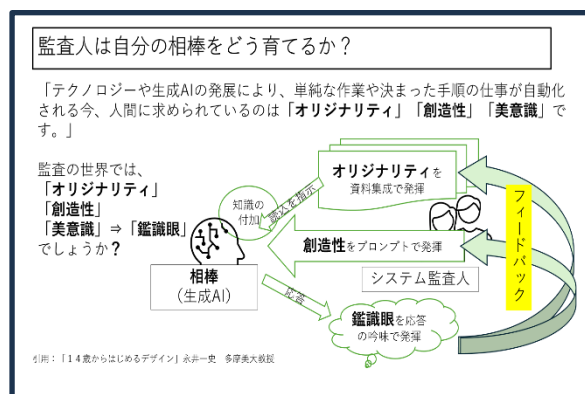 監査人は自分の相棒をどう育てるか？
「テクノロジーや生成AIの発展により、単純な作業や決まった手順の仕事が自動化
される今、人間に求められているのは「オリジナリティ」「創造性」「美意識」で
す。」
監査の世界では、
「オリジナリティ」
「創造性」
「美意識」⇒「鑑識眼」
でしょうか？
オリジナリティを
資料集成で発揮
読込を指示
知識の
付加
創造性をプロンプトで発揮
フィードバック
相棒
（生成AI）
システム監査人
応答
鑑識眼を応答
の吟味で発揮
引用：「１４歳からはじめるデザイン」永井一史　多摩美大教授